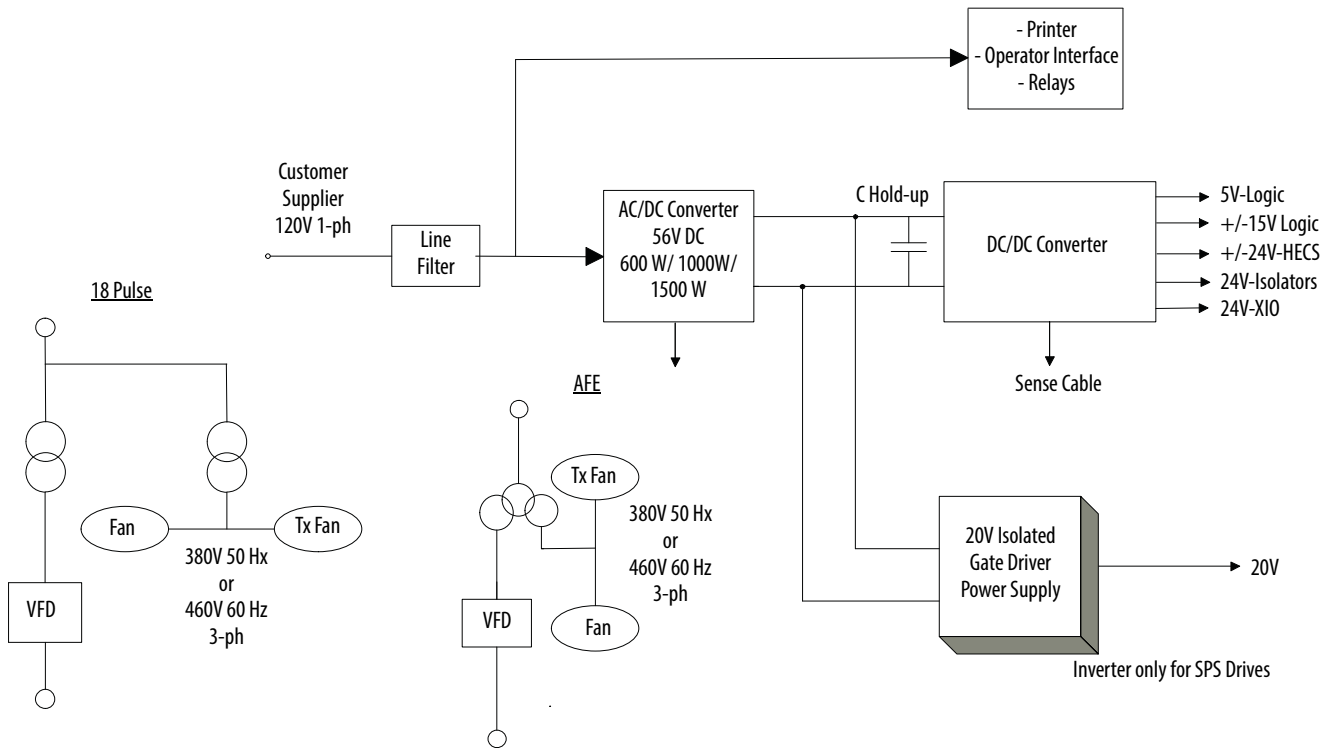 - Printer
- Operator Interface
- Relays
Customer
Supplier
120V 1-ph
Line
Filter
AC/DC Converter
56V DC
600 W/ 1000W/
1500 W
C Hold-up
DC/DC Converter
5V-Logic
+/-15V Logic
+/-24V-HECS
24V-Isolators
24V-XIO
Sense Cable
18 Pulse
Fan
Tx Fan
380V 50 Hx
or
460V 60 Hz
3-ph
VFD
AFE
Tx Fan
380V 50 Hx
or
460V 60 Hz
3-ph
VFD
Fan
20V Isolated
Gate Driver
Power Supply
20V
Inverter only for SPS Drives